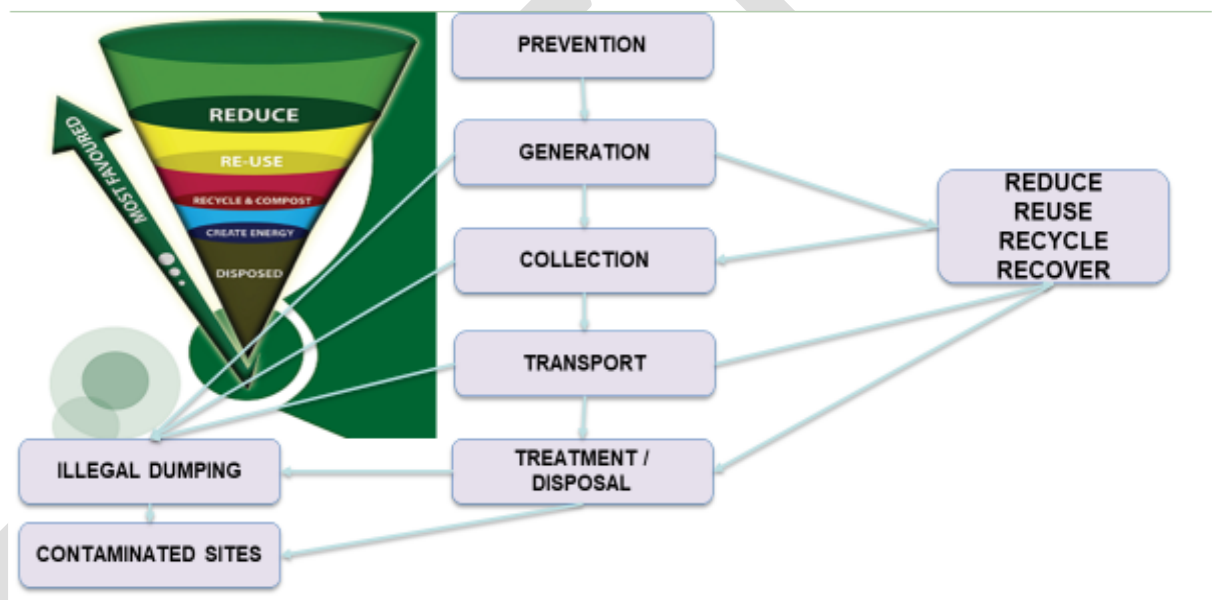 REDUCE
RE-USE
RECYCLE & COMPOST
CREATE ENERGY
DISPOSED
MOST FAVOURED
PREVENTION
GENERATION
COLLECTION
TRANSPORT
TREATMENT /
DISPOSAL
REDUCE
REUSE
RECYCLE
RECOVER
ILLEGAL DUMPING
CONTAMINATED SITES